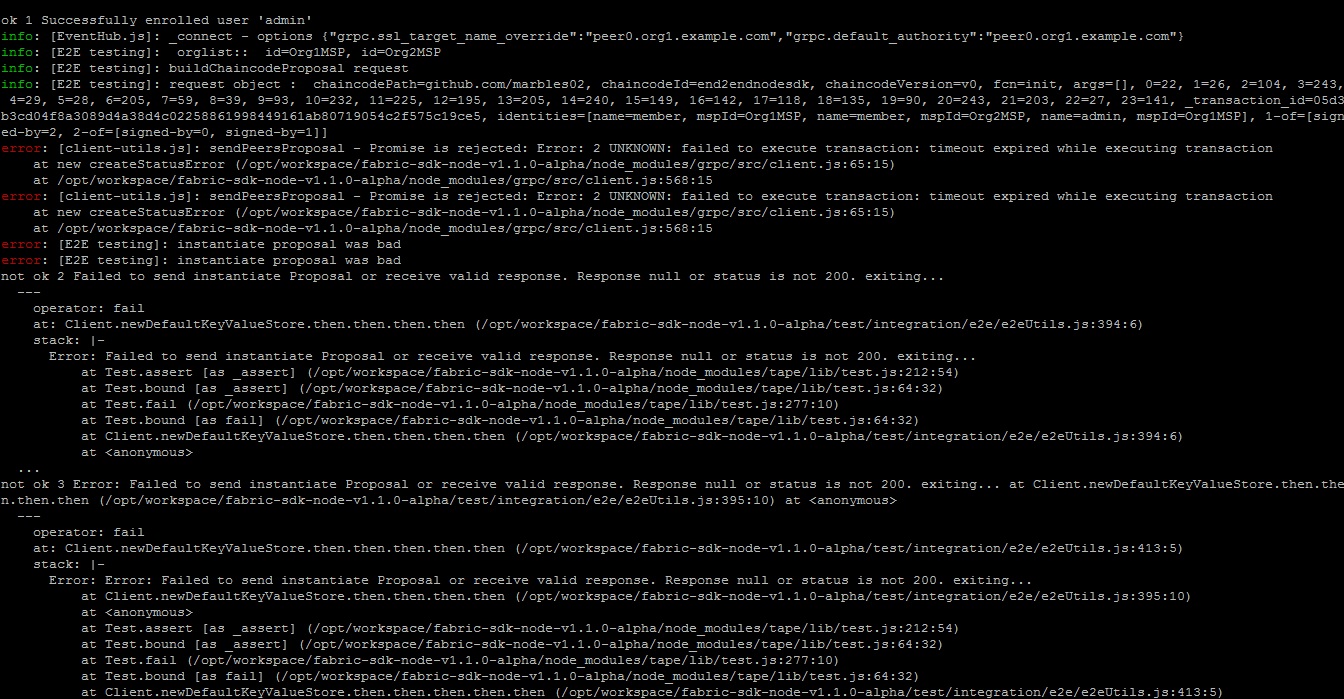 ok 1 Successfully enrolled user 'admin'
info: [EventHub.js]: _connect - options {"grpc.ssl_target_name_override":"peer0.org1.example.com","grpc.default_authority":"peer0.org1.example.com"}
info: [E2E testing]: orglist::  id=Org1MSP, id=Org2MSP
info: [E2E testing]: buildChaincodeProposal request
info: [E2E testing]: request object :  chaincodePath=github.com/marbles02, chaincodeId=end2endnodesdk, chaincodeVersion=v0, fcn=init, args=[], 0=22, 1=26, 2=104, 3=243,
 4=29, 5=28, 6=205, 7=59, 8=39, 9=93, 10=232, 11=225, 12=195, 13=205, 14=240, 15=149, 16=142, 17=118, 18=135, 19=90, 20=243, 21=203, 22=27, 23=141, _transaction_id=05d3
b3cd04f8a3089d4a38d4c02258861998449161ab80719054c2f575c19ce5, identities=[name=member, mspId=Org1MSP, name=member, mspId=Org2MSP, name=admin, mspId=Org1MSP], 1-of=[sign
ed-by=2, 2-of=[signed-by=0, signed-by=1]]
error: [client-utils.js]: sendPeersProposal - Promise is rejected: Error: 2 UNKNOWN: failed to execute transaction: timeout expired while executing transaction
    at new createStatusError (/opt/workspace/fabric-sdk-node-v1.1.0-alpha/node_modules/grpc/src/client.js:65:15)
    at /opt/workspace/fabric-sdk-node-v1.1.0-alpha/node_modules/grpc/src/client.js:568:15
error: [client-utils.js]: sendPeersProposal - Promise is rejected: Error: 2 UNKNOWN: failed to execute transaction: timeout expired while executing transaction
    at new createStatusError (/opt/workspace/fabric-sdk-node-v1.1.0-alpha/node_modules/grpc/src/client.js:65:15)
    at /opt/workspace/fabric-sdk-node-v1.1.0-alpha/node_modules/grpc/src/client.js:568:15
error: [E2E testing]: instantiate proposal was bad
error: [E2E testing]: instantiate proposal was bad
not ok 2 Failed to send instantiate Proposal or receive valid response. Response null or status is not 200. exiting...
  ---
    operator: fail
    at: Client.newDefaultKeyValueStore.then.then.then.then (/opt/workspace/fabric-sdk-node-v1.1.0-alpha/test/integration/e2e/e2eUtils.js:394:6)
    stack: |-
      Error: Failed to send instantiate Proposal or receive valid response. Response null or status is not 200. exiting...
          at Test.assert [as _assert] (/opt/workspace/fabric-sdk-node-v1.1.0-alpha/node_modules/tape/lib/test.js:212:54)
          at Test.bound [as _assert] (/opt/workspace/fabric-sdk-node-v1.1.0-alpha/node_modules/tape/lib/test.js:64:32)
          at Test.fail (/opt/workspace/fabric-sdk-node-v1.1.0-alpha/node_modules/tape/lib/test.js:277:10)
          at Test.bound [as fail] (/opt/workspace/fabric-sdk-node-v1.1.0-alpha/node_modules/tape/lib/test.js:64:32)
          at Client.newDefaultKeyValueStore.then.then.then.then (/opt/workspace/fabric-sdk-node-v1.1.0-alpha/test/integration/e2e/e2eUtils.js:394:6)
          at <anonymous>
  ...
not ok 3 Error: Failed to send instantiate Proposal or receive valid response. Response null or status is not 200. exiting... at Client.newDefaultKeyValueStore.then.the
n.then.then (/opt/workspace/fabric-sdk-node-v1.1.0-alpha/test/integration/e2e/e2eUtils.js:395:10) at <anonymous>
  ---
    operator: fail
    at: Client.newDefaultKeyValueStore.then.then.then.then.then (/opt/workspace/fabric-sdk-node-v1.1.0-alpha/test/integration/e2e/e2eUtils.js:413:5)
    stack: |-
      Error: Error: Failed to send instantiate Proposal or receive valid response. Response null or status is not 200. exiting...
          at Client.newDefaultKeyValueStore.then.then.then.then (/opt/workspace/fabric-sdk-node-v1.1.0-alpha/test/integration/e2e/e2eUtils.js:395:10)
          at <anonymous>
          at Test.assert [as _assert] (/opt/workspace/fabric-sdk-node-v1.1.0-alpha/node_modules/tape/lib/test.js:212:54)
          at Test.bound [as _assert] (/opt/workspace/fabric-sdk-node-v1.1.0-alpha/node_modules/tape/lib/test.js:64:32)
          at Test.fail (/opt/workspace/fabric-sdk-node-v1.1.0-alpha/node_modules/tape/lib/test.js:277:10)
          at Test.bound [as fail] (/opt/workspace/fabric-sdk-node-v1.1.0-alpha/node_modules/tape/lib/test.js:64:32)
          at Client.newDefaultKeyValueStore.then.then.then.then.then (/opt/workspace/fabric-sdk-node-v1.1.0-alpha/test/integration/e2e/e2eUtils.js:413:5)